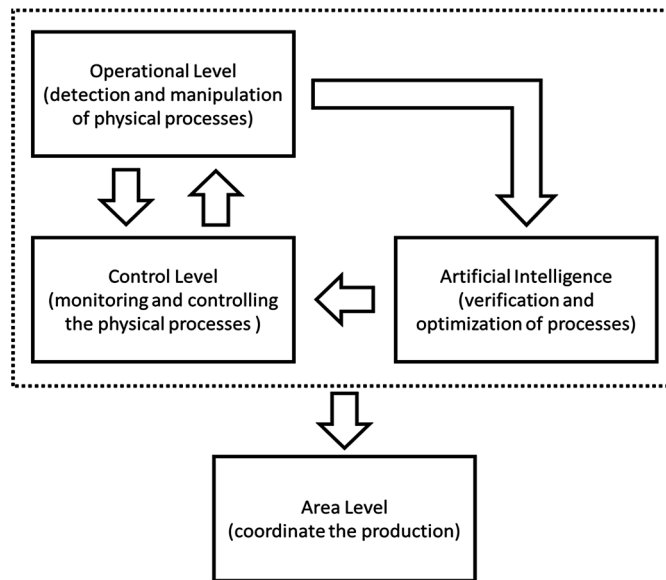 Operational Level
(detection and manipulation
of physical processes)
Control Level
(monitoring and controlling
the physical processes )
Artificial Intelligence
(verification and
optimization of processes)
Area Level
(coordinate the production)